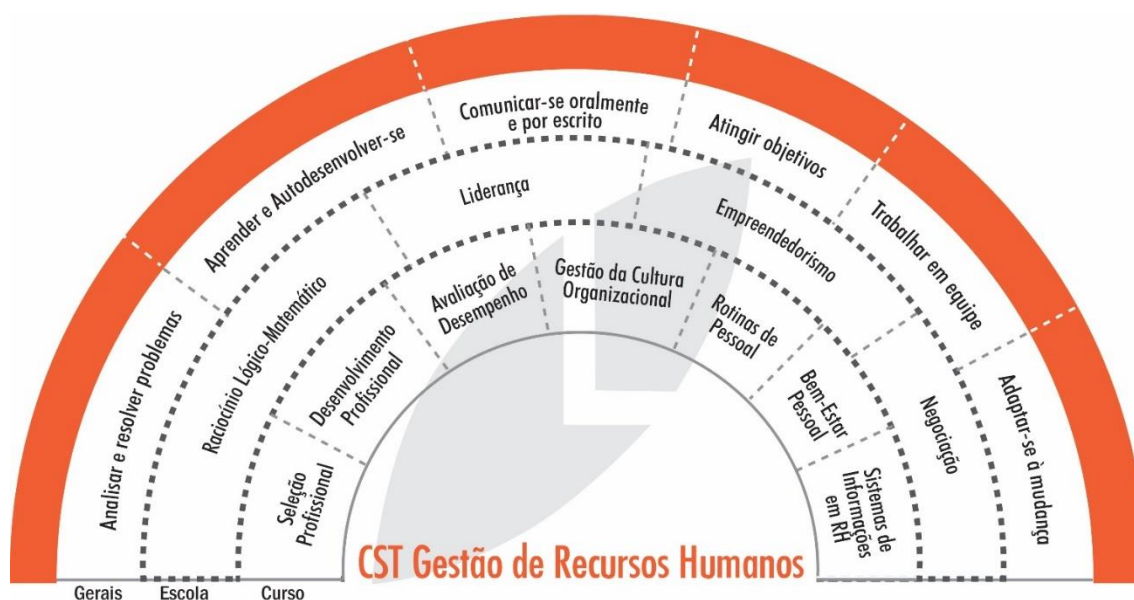 Comunicar-se oralmente
e por escrito
Atingir objetivos
Aprender e Autodesenvolver-se
Trabalhar em equipe
Analisar e resolver problemas
Adaptar-se à mudança
Liderança
Empreendedorismo
Raciocínio Lógico-Matemático
Negociação
Gestão da Cultura
Organizacional
Avaliação de
Desempenho
Rotinas de
Pessoal
Desenvolvimento
Profissional
Bem-Estar
Pessoal
Seleção
Profissional
Sistemas de
Informações
em RH
CST Gestão de Recursos Humanos
Gerais Escola Curso